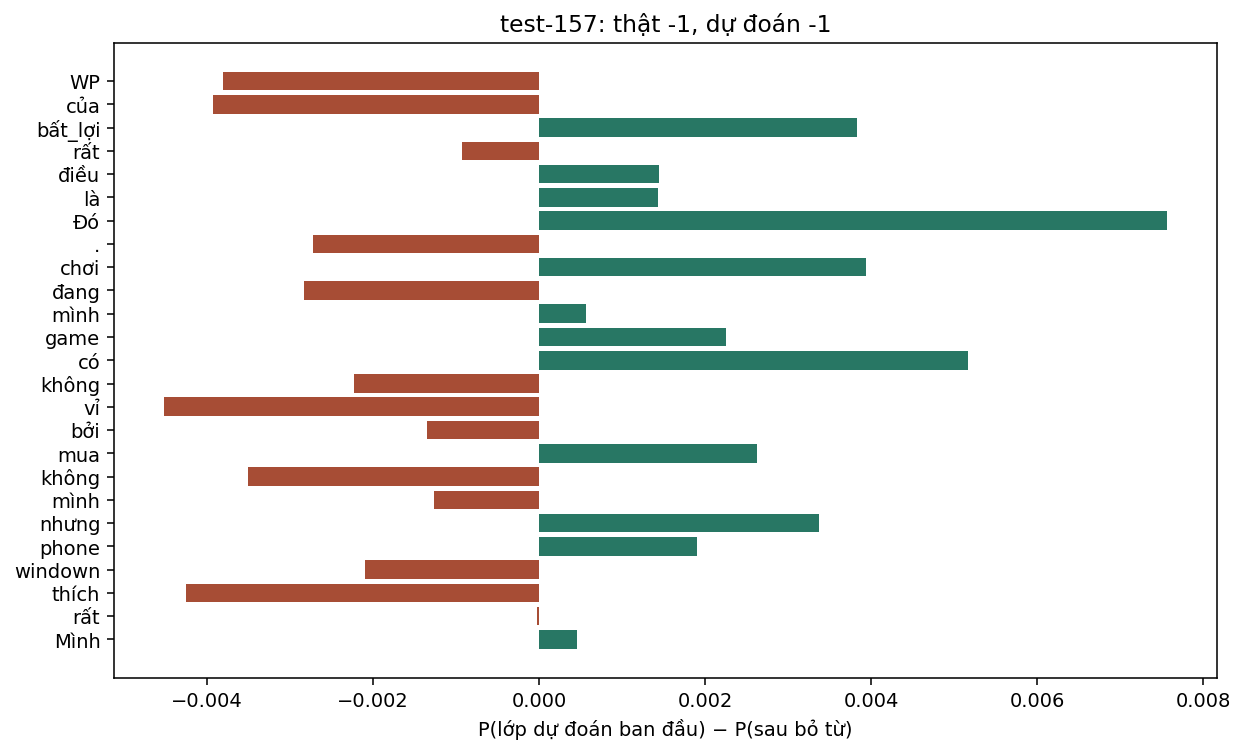 test-157: thật -1, dự đoán -1
WP
của
bất_lợi
rất
điều
là
Đó
.
chơi
đang
mình
game
có
không
vỉ
bởi
mua
không
mình
nhưng
phone
windown
thích
rất
Mình
−0.004 −0.002 0.000 0.002 0.004 0.006 0.008
P(lớp dự đoán ban đầu) − P(sau bỏ từ)